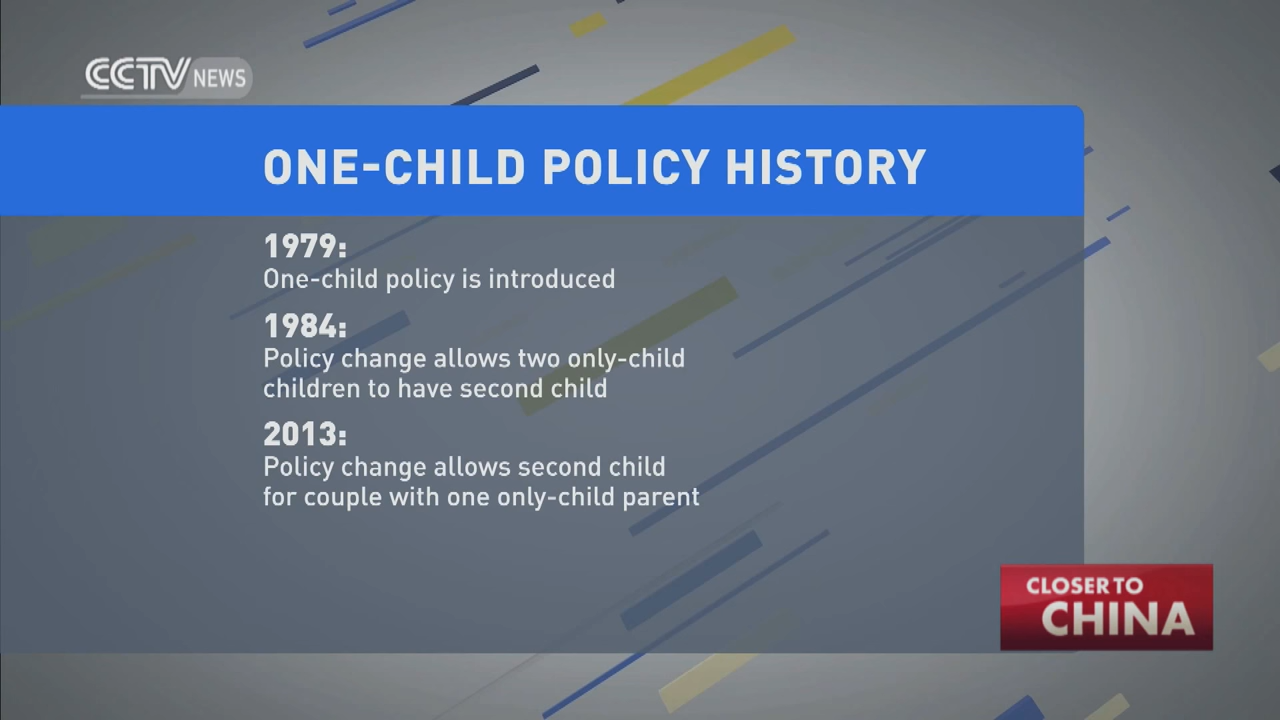 CCTV NEWS
ONE-CHILD POLICY HISTORY
1979:
One-child policy is introduced
1984:
Policy change allows two only-child
children to have second child
2013:
Policy change allows second child
for couple with one only-child parent
CLOSER TO
CHINA